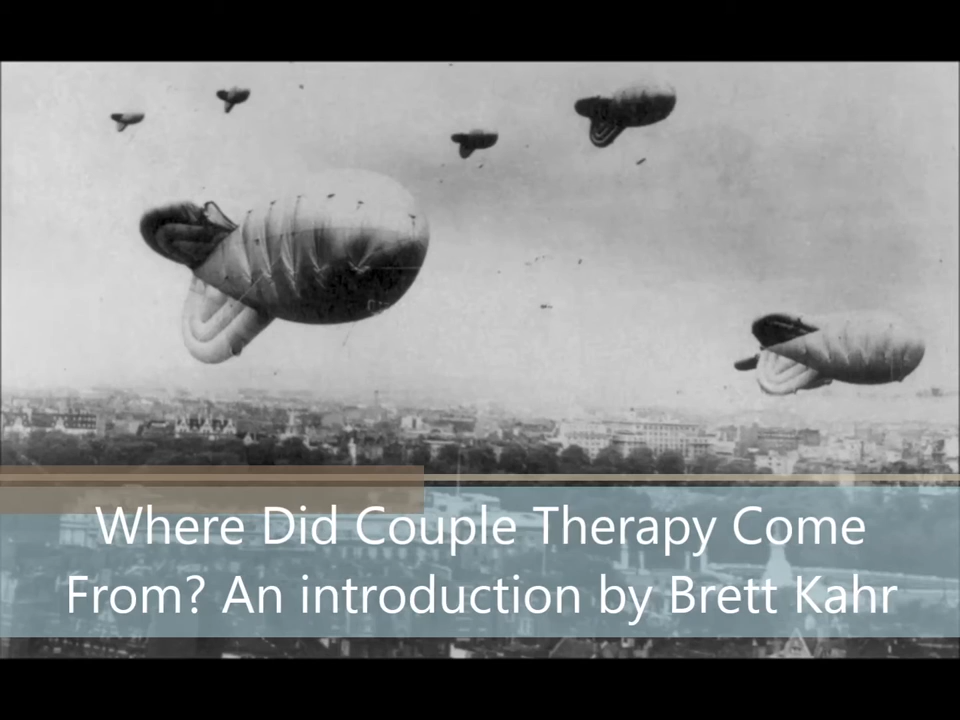 Where Did Couple Therapy Come
From? An introduction by Brett Kahr